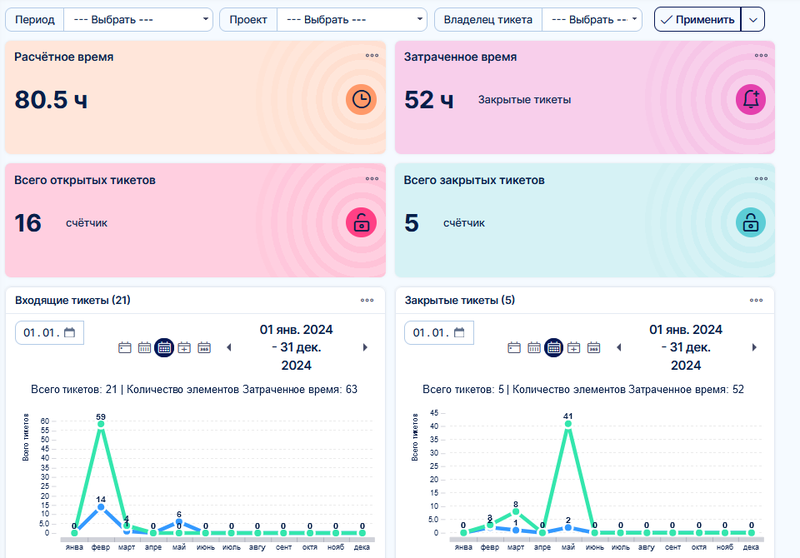 Период --- Выбрать --- Проект --- Выбрать --- Владелец тикета --- Выбрать --- Применить
Расчётное время
80.5 ч
Затраченное время
52 ч Закрытые тикеты
Всего открытых тикетов
16 счётчик
Всего закрытых тикетов
5 счётчик
Входящие тикеты (21)
01.01.
01 янв. 2024
- 31 дек.
2024
Всего тикетов: 21 | Количество элементов Затраченное время: 63
Всего тикетов
60
55
50
45
40
35
30
25
20
15
10
5.0
0
59
14
4
6
0 0 0 0 0 0 0 0 0 0
янва февр март апре май июнь июль авгу сент октя нояб дека
Закрытые тикеты (5)
01.01.
01 янв. 2024
- 31 дек.
2024
Всего тикетов: 5 | Количество элементов Затраченное время: 52
Всего тикетов
45
40
35
30
25
20
15
10
5.0
0
41
8
1
2
0 0 0 0 0 0 0 0 0
янва февр март апре май июнь июль авгу сент октя нояб дека